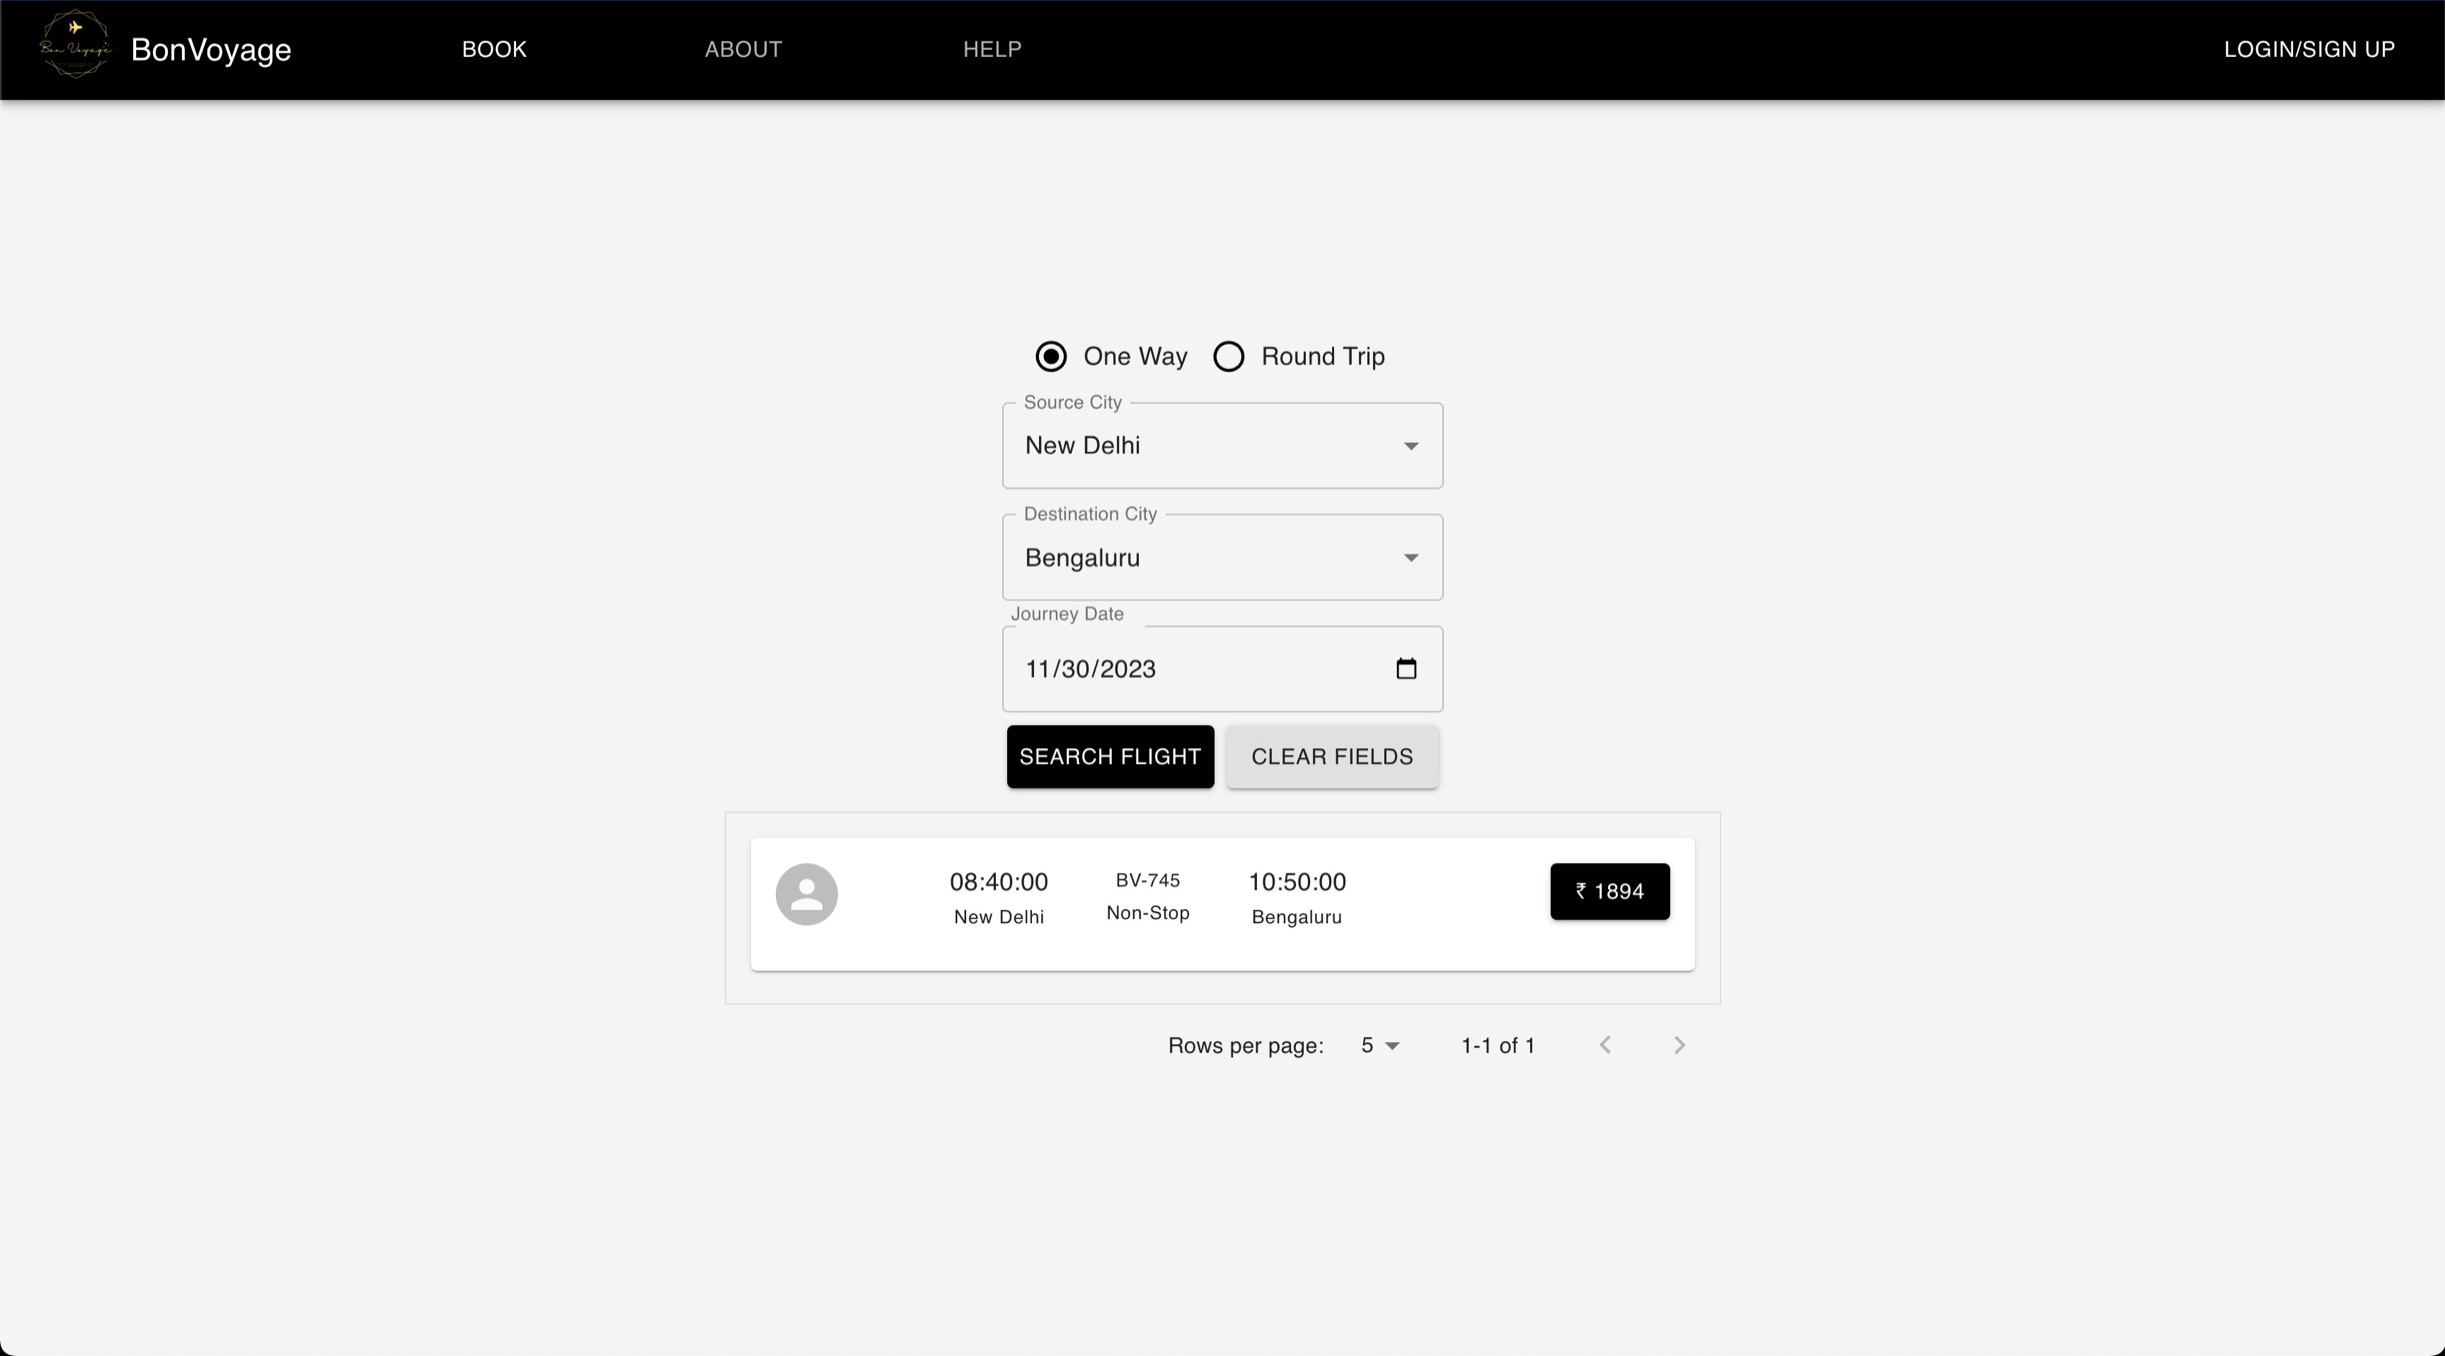 Bon Voyage
BonVoyage
BOOK
ABOUT
HELP
LOGIN/SIGN UP
One Way
Round Trip
Source City
New Delhi
Destination City
Bengaluru
Journey Date
11/30/2023
SEARCH FLIGHT
CLEAR FIELDS
08:40:00
New Delhi
BV-745
Non-Stop
10:50:00
Bengaluru
₹ 1894
Rows per page:
5
1-1 of 1